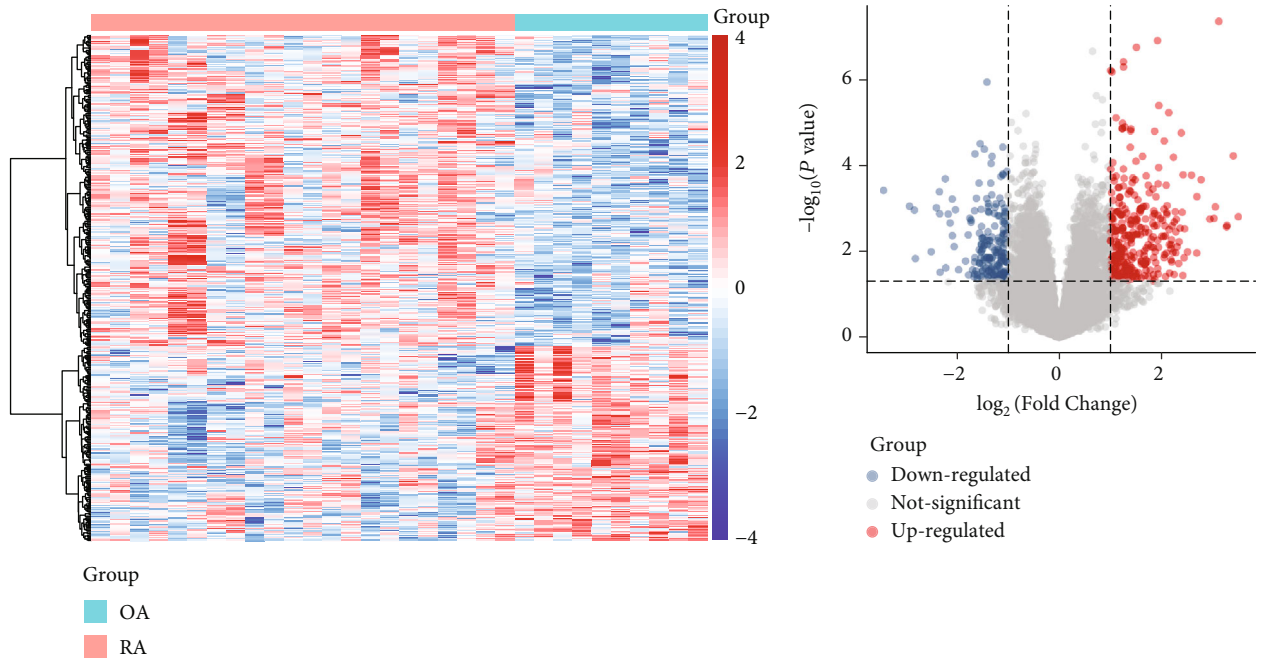 Group
4
2
0
−2
−4
Group
OA
RA
−log₁₀(P value)
6
4
2
0
−2 0 2
log₂ (Fold Change)
Group
Down-regulated
Not-significant
Up-regulated